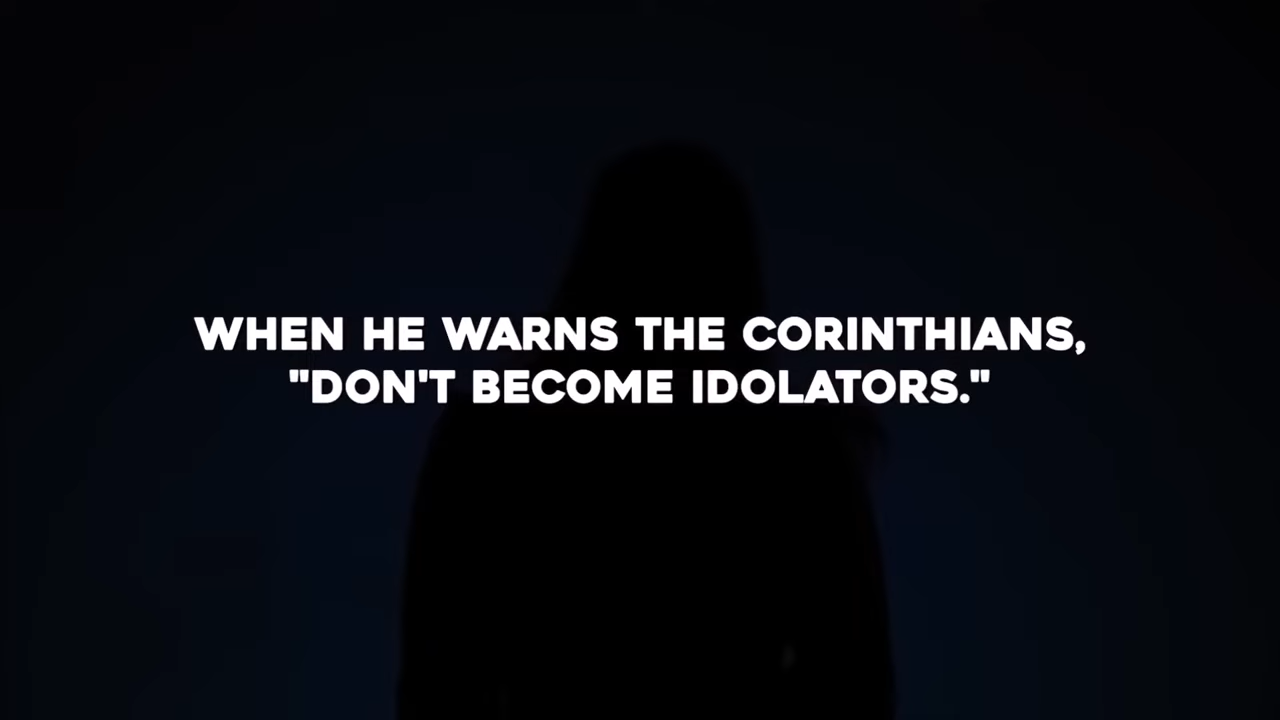 WHEN HE WARNS THE CORINTHIANS,
"DON'T BECOME IDOLATORS."